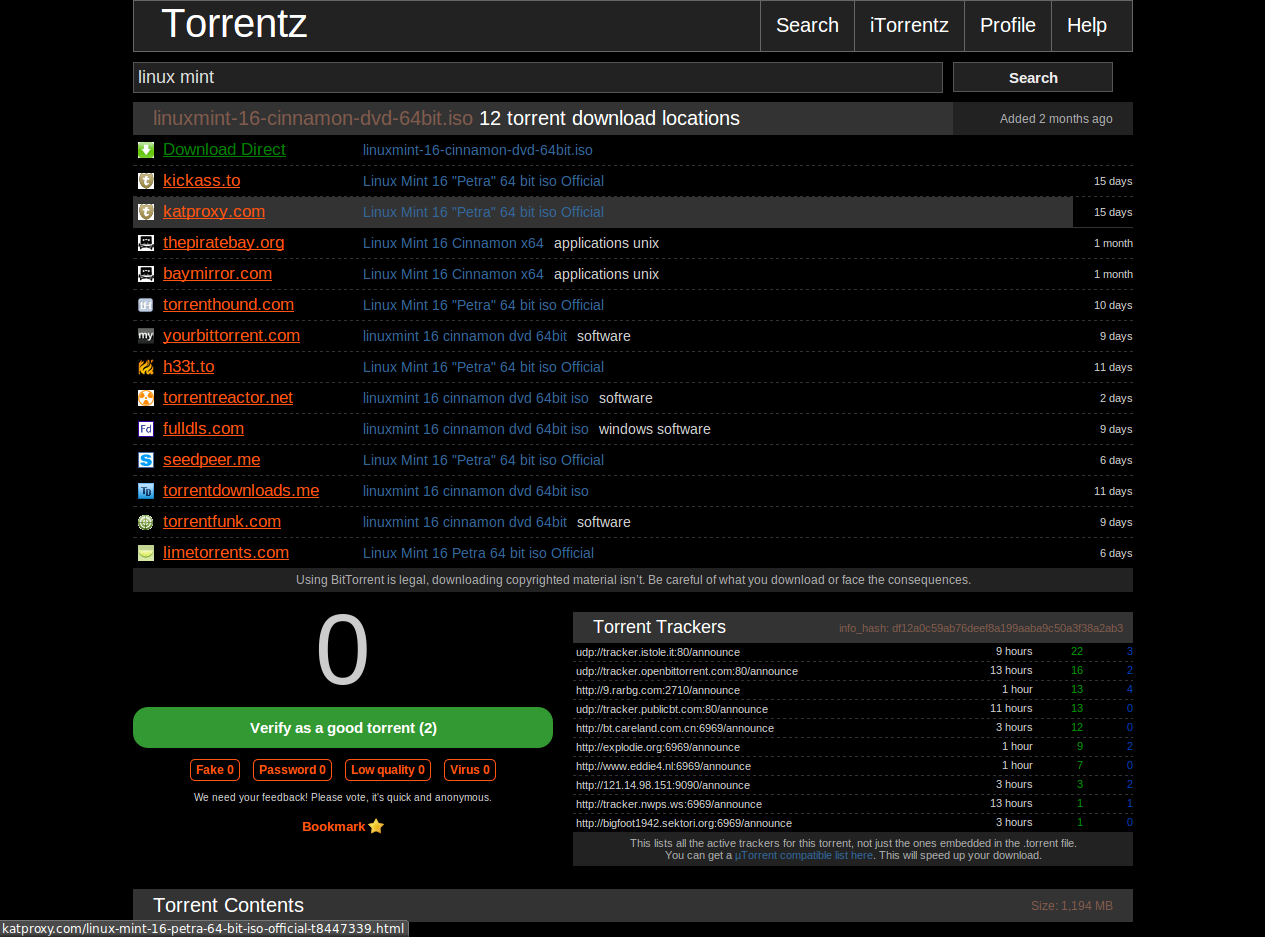 Torrentz Search iTorrentz Profile Help
linux mint Search
linuxmint-16-cinnamon-dvd-64bit.iso 12 torrent download locations Added 2 months ago
Download Direct linuxmint-16-cinnamon-dvd-64bit.iso
kickass.to Linux Mint 16 "Petra" 64 bit iso Official 15 days
katproxy.com Linux Mint 16 "Petra" 64 bit iso Official 15 days
thepiratebay.org Linux Mint 16 Cinnamon x64 applications unix 1 month
baymirror.com Linux Mint 16 Cinnamon x64 applications unix 1 month
torrenthound.com Linux Mint 16 "Petra" 64 bit iso Official 10 days
yourbittorrent.com linuxmint 16 cinnamon dvd 64bit software 9 days
h33t.to Linux Mint 16 "Petra" 64 bit iso Official 11 days
torrentreactor.net linuxmint 16 cinnamon dvd 64bit iso software 2 days
fulldls.com linuxmint 16 cinnamon dvd 64bit iso windows software 9 days
seedpeer.me Linux Mint 16 "Petra" 64 bit iso Official 6 days
torrentdownloads.me linuxmint 16 cinnamon dvd 64bit iso 11 days
torrentfunk.com linuxmint 16 cinnamon dvd 64bit software 9 days
limetorrents.com Linux Mint 16 Petra 64 bit iso Official 6 days
Using BitTorrent is legal, downloading copyrighted material isn't. Be careful of what you download or face the consequences.
0
Verify as a good torrent (2)
Fake 0 Password 0 Low quality 0 Virus 0
We need your feedback! Please vote, it's quick and anonymous.
Bookmark
Torrent Trackers info_hash: df12a0c59ab76deef8a199aaba9c50a3f38a2ab3
udp://tracker.istole.it:80/announce 9 hours 22 3
udp://tracker.openbittorrent.com:80/announce 13 hours 16 2
http://9.rarbg.com:2710/announce 1 hour 13 4
udp://tracker.publicbt.com:80/announce 11 hours 13 0
http://bt.careland.com.cn:6969/announce 3 hours 12 0
http://explodie.org:6969/announce 1 hour 9 2
http://www.eddie4.nl:6969/announce 1 hour 7 0
http://121.14.98.151:9090/announce 3 hours 3 2
http://tracker.nwps.ws:6969/announce 13 hours 1 1
http://bigfoot1942.sektori.org:6969/announce 3 hours 1 0
This lists all the active trackers for this torrent, not just the ones embedded in the .torrent file.
You can get a µTorrent compatible list here. This will speed up your download.
Torrent Contents Size: 1,194 MB
katproxy.com/linux-mint-16-petra-64-bit-iso-official-t8447339.html